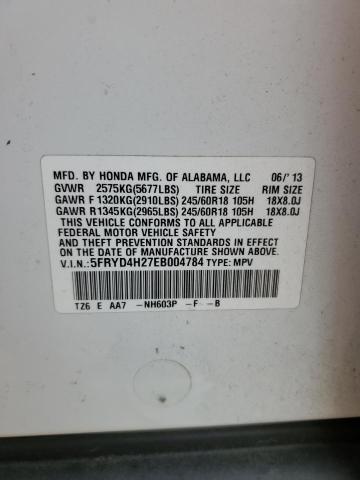 MFD. BY HONDA MFG. OF ALABAMA, LLC 06/'13
GVWR 2575KG(5677LBS) TIRE SIZE RIM SIZE
GAWR F 1320KG(2910LBS) 245/60R18 105H 18X8.0J
GAWR R 1345KG(2965LBS) 245/60R18 105H 18X8.0J
THIS VEHICLE CONFORMS TO ALL APPLICABLE
FEDERAL MOTOR VEHICLE SAFETY
AND THEFT PREVENTION STANDARDS IN EFFECT ON
THE DATE OF MANUFACTURE SHOWN ABOVE.
V.I.N: 5FRYD4H27EB004784 TYPE: MPV
TZ6 E AA7 -NH603P -F -B